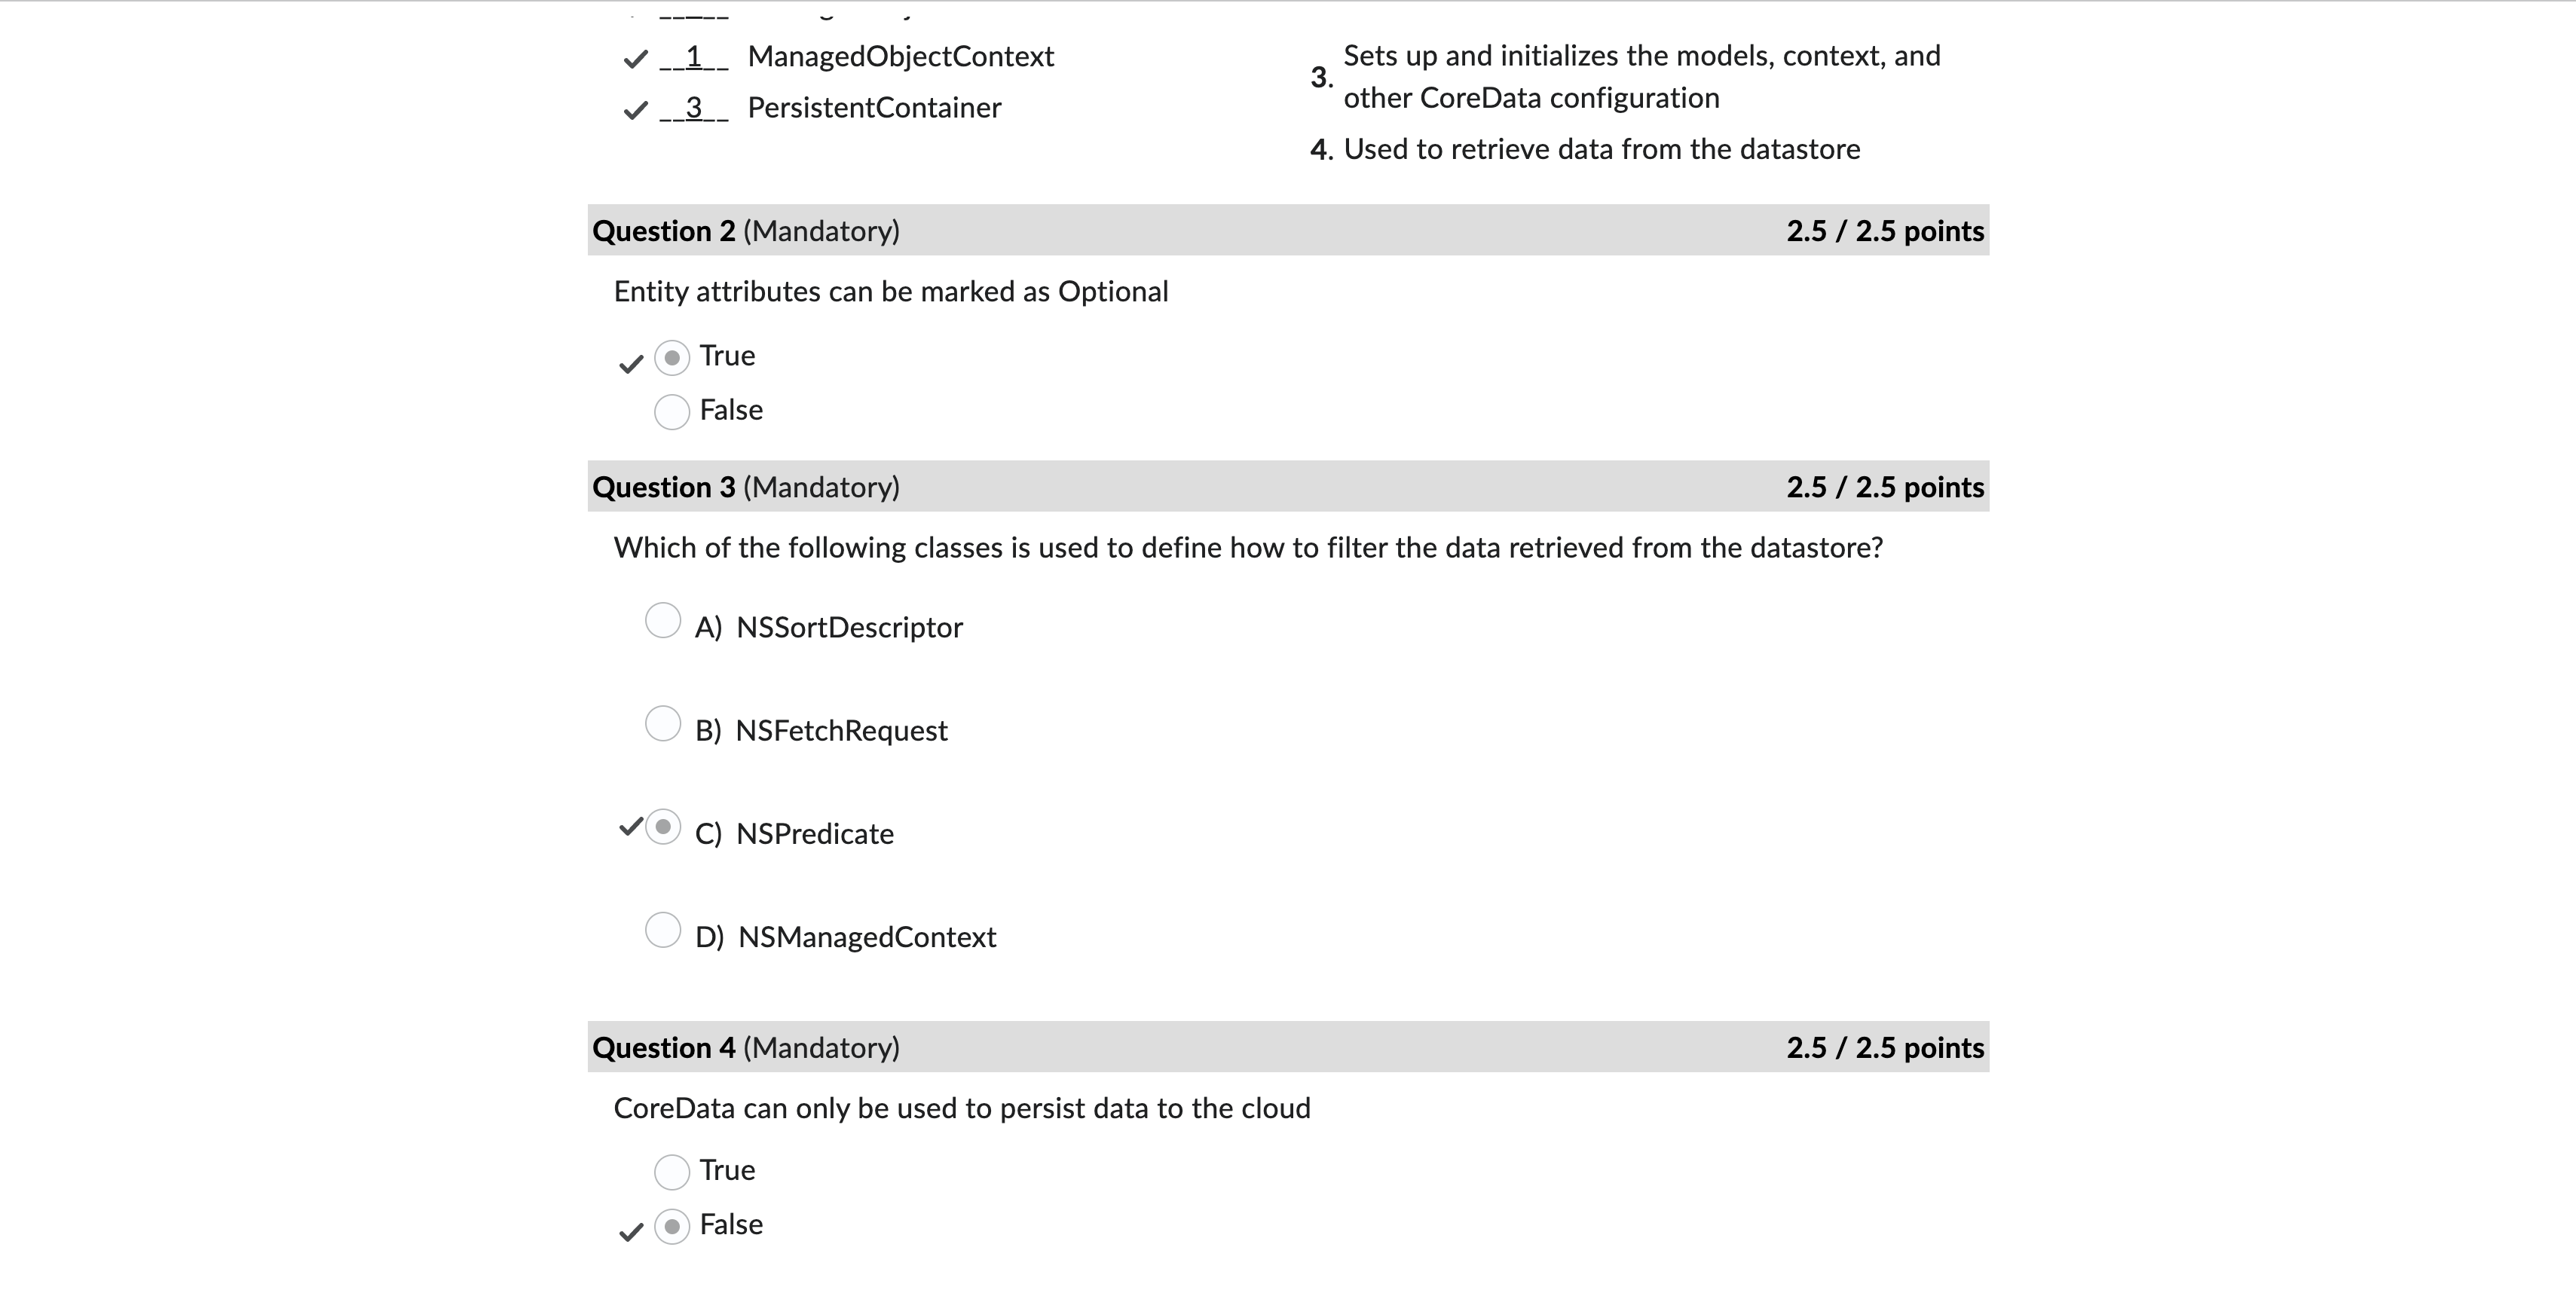 __1__ ManagedObjectContext
__3__ PersistentContainer
3. Sets up and initializes the models, context, and
other CoreData configuration
4. Used to retrieve data from the datastore
Question 2 (Mandatory) 2.5 / 2.5 points
Entity attributes can be marked as Optional
True
False
Question 3 (Mandatory) 2.5 / 2.5 points
Which of the following classes is used to define how to filter the data retrieved from the datastore?
A) NSSortDescriptor
B) NSFetchRequest
C) NSPredicate
D) NSManagedContext
Question 4 (Mandatory) 2.5 / 2.5 points
CoreData can only be used to persist data to the cloud
True
False